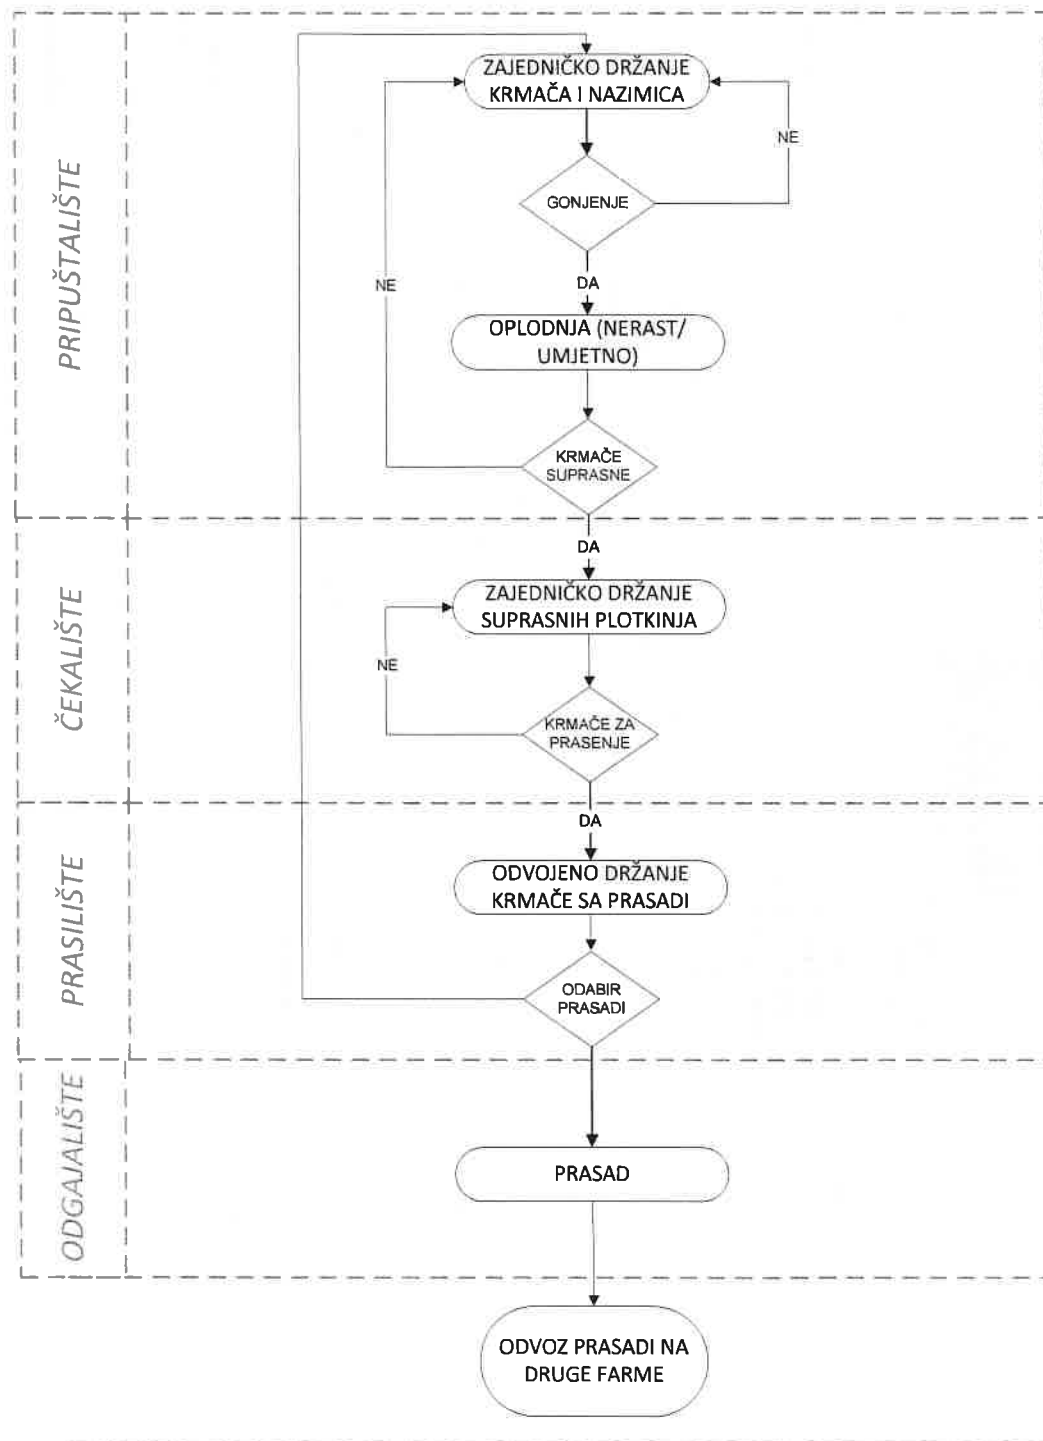 PRIPUŠTALIŠTE
ZAJEDNIČKO DRŽANJE
KRMAČA I NAZIMICA
NE
GONJENJE
NE
DA
OPLODNJA (NERAST/
UMJETNO)
KRMAČE
SUPRASNE
ČEKALIŠTE
DA
ZAJEDNIČKO DRŽANJE
SUPRASNIH PLOTKINJA
NE
KRMAČE ZA
PRASENJE
PRASILIŠTE
DA
ODVOJENO DRŽANJE
KRMAČE SA PRASADI
ODABIR
PRASADI
ODGAJALIŠTE
PRASAD
ODVOZ PRASADI NA
DRUGE FARME